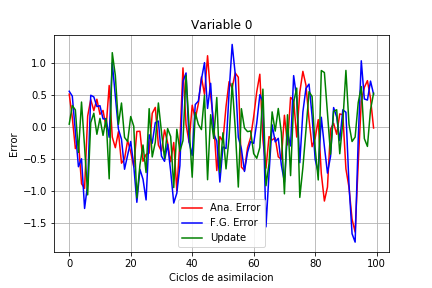 Variable 0
1.0
0.5
0.0
−0.5
−1.0
−1.5
Error
Ana. Error
F.G. Error
Update
0 20 40 60 80 100
Ciclos de asimilacion